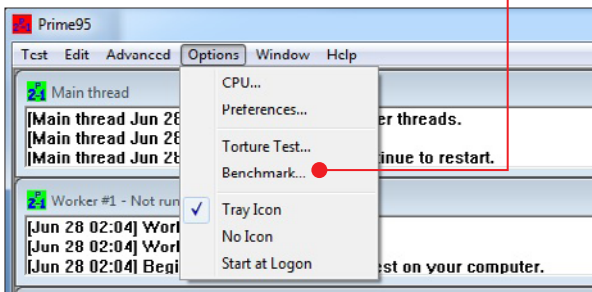 Prime95
Test Edit Advanced Options Window Help
CPU...
Main thread
Preferences...
[Main thread Jun 28 er threads.
[Main thread Jun 28
Torture Test...
[Main thread Jun 28 inue to restart.
Benchmark...
Worker #1 - Not run
Tray Icon
[Jun 28 02:04] Worl
No Icon
[Jun 28 02:04] Worl
Start at Logon
[Jun 28 02:04] Begi est on your computer.